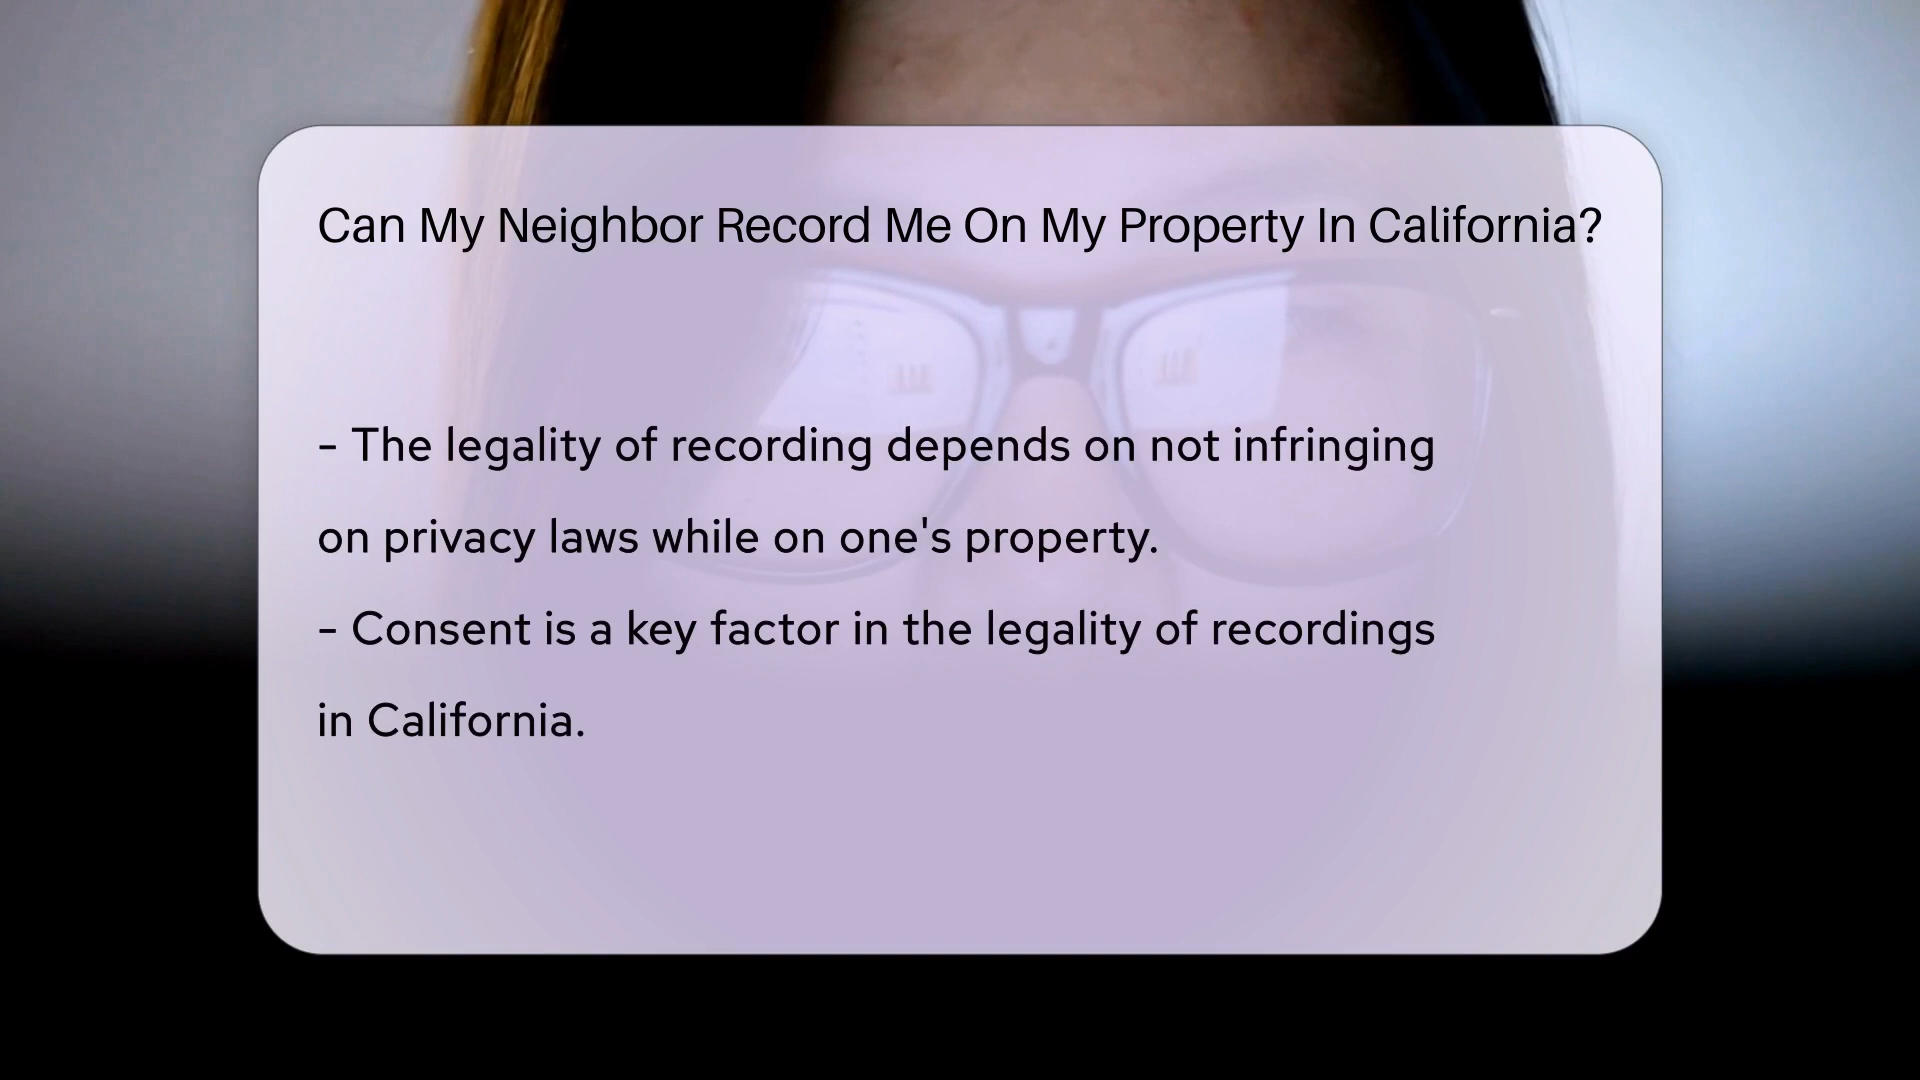 Can My Neighbor Record Me On My Property In California?
- The legality of recording depends on not infringing
on privacy laws while on one's property.
- Consent is a key factor in the legality of recordings
in California.